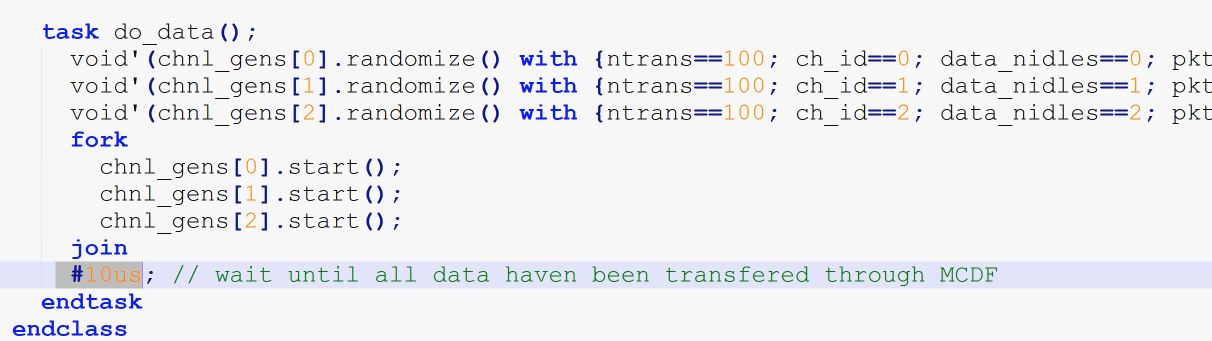 task do_data();
void'(chnl_gens[0].randomize() with {ntrans==100; ch_id==0; data_nidles==0; pkt
void'(chnl_gens[1].randomize() with {ntrans==100; ch_id==1; data_nidles==1; pkt
void'(chnl_gens[2].randomize() with {ntrans==100; ch_id==2; data_nidles==2; pkt
fork
chnl_gens[0].start();
chnl_gens[1].start();
chnl_gens[2].start();
join
#10us; // wait until all data haven been transfered through MCDF
endtask
endclass